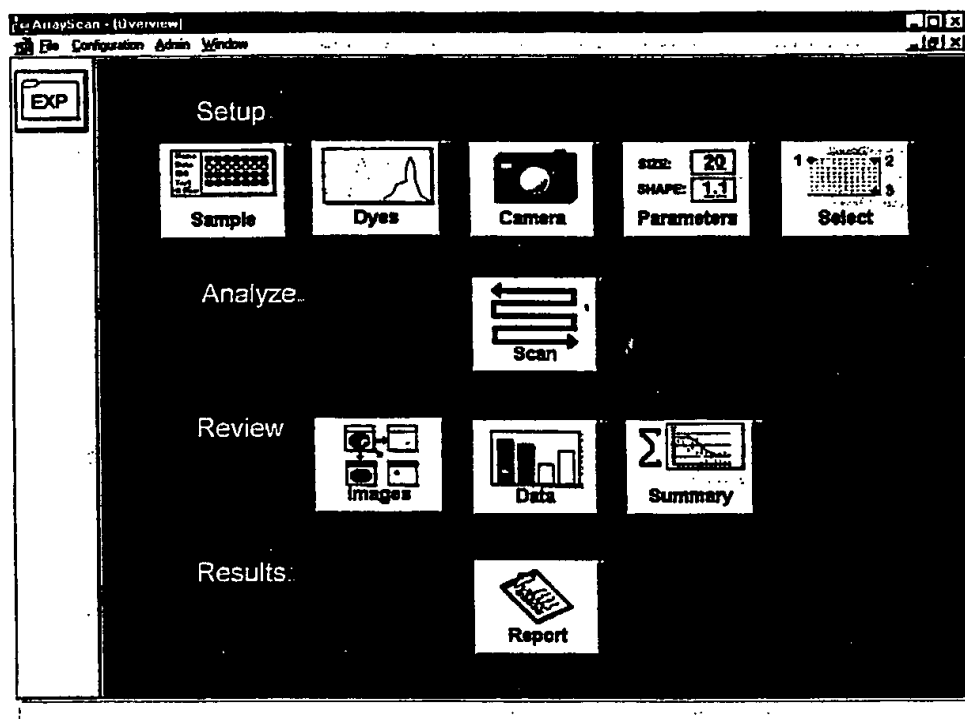 ArrayScan - [Overview]
File Configuration Admin Window
EXP
Setup
Sample
Dyes
Camera
SIZE: 20
SHAPE: 1.1
Parameters
1 2
3
Select
Analyze
Scan
Review
Images
Data
Σ
Summary
Results:
Report